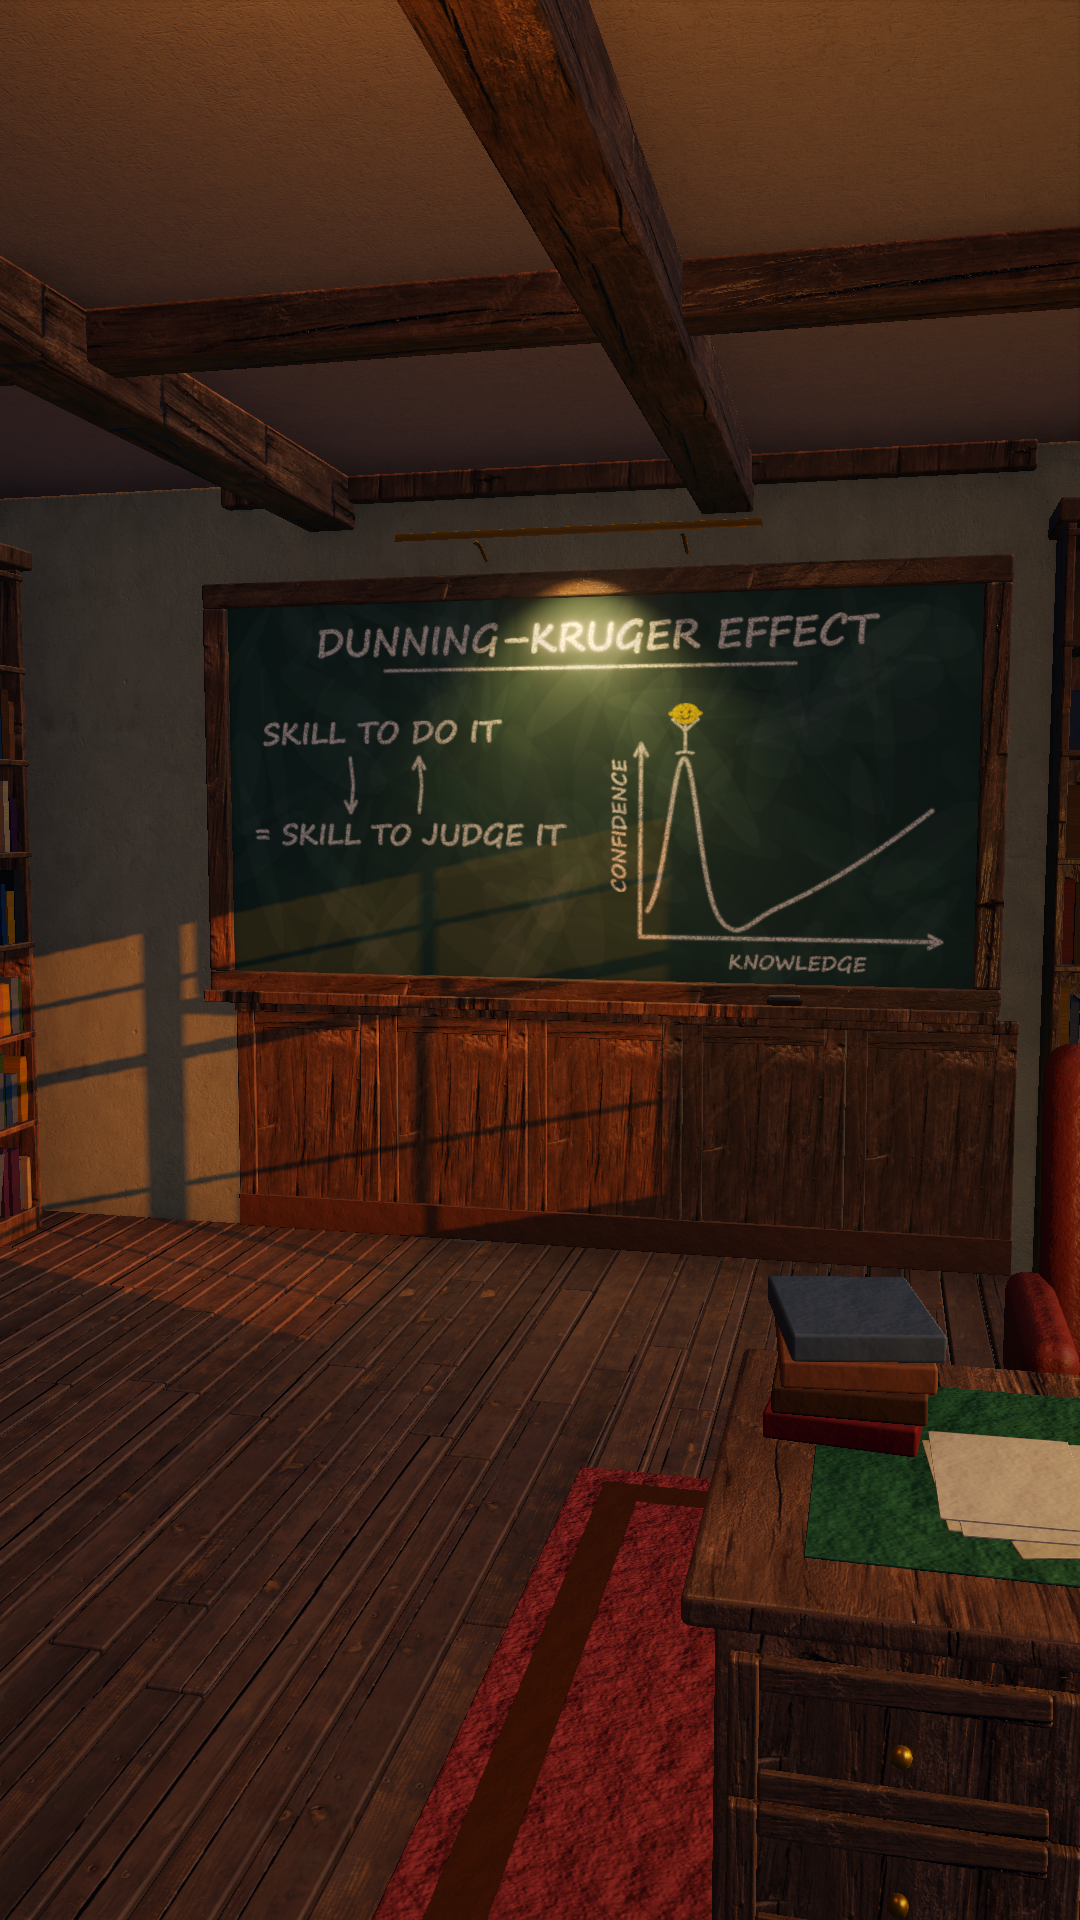 DUNNING–KRUGER EFFECT
SKILL TO DO IT
= SKILL TO JUDGE IT
CONFIDENCE
KNOWLEDGE